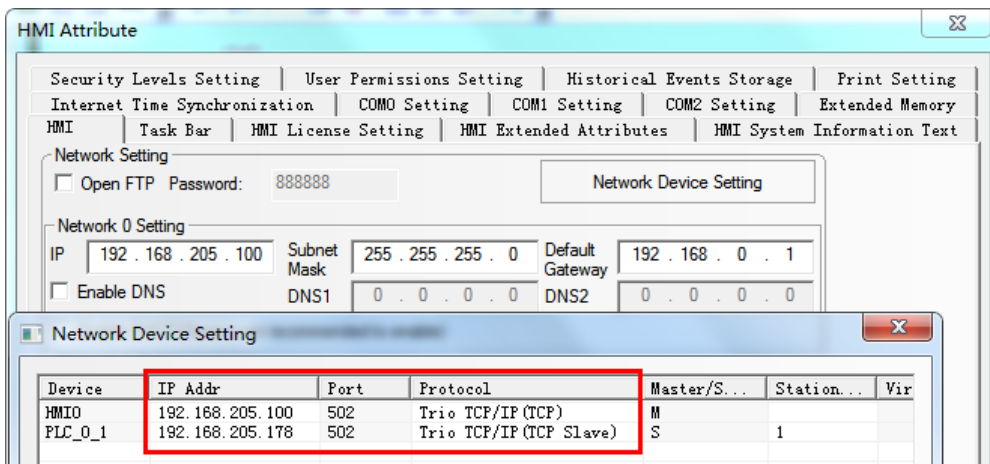 HMI Attribute
Security Levels Setting User Permissions Setting Historical Events Storage Print Setting
Internet Time Synchronization COM0 Setting COM1 Setting COM2 Setting Extended Memory
HMI Task Bar HMI License Setting HMI Extended Attributes HMI System Information Text
Network Setting
Open FTP Password: 888888 Network Device Setting
Network 0 Setting
IP 192 . 168 . 205 . 100 Subnet Mask 255 . 255 . 255 . 0 Default Gateway 192 . 168 . 0 . 1
Enable DNS DNS1 0 . 0 . 0 . 0 DNS2 0 . 0 . 0 . 0
Network Device Setting
Device IP Addr Port Protocol Master/S... Station... Vir
HMI0 192.168.205.100 502 Trio TCP/IP(TCP) M
PLC_0_1 192.168.205.178 502 Trio TCP/IP(TCP Slave) S 1